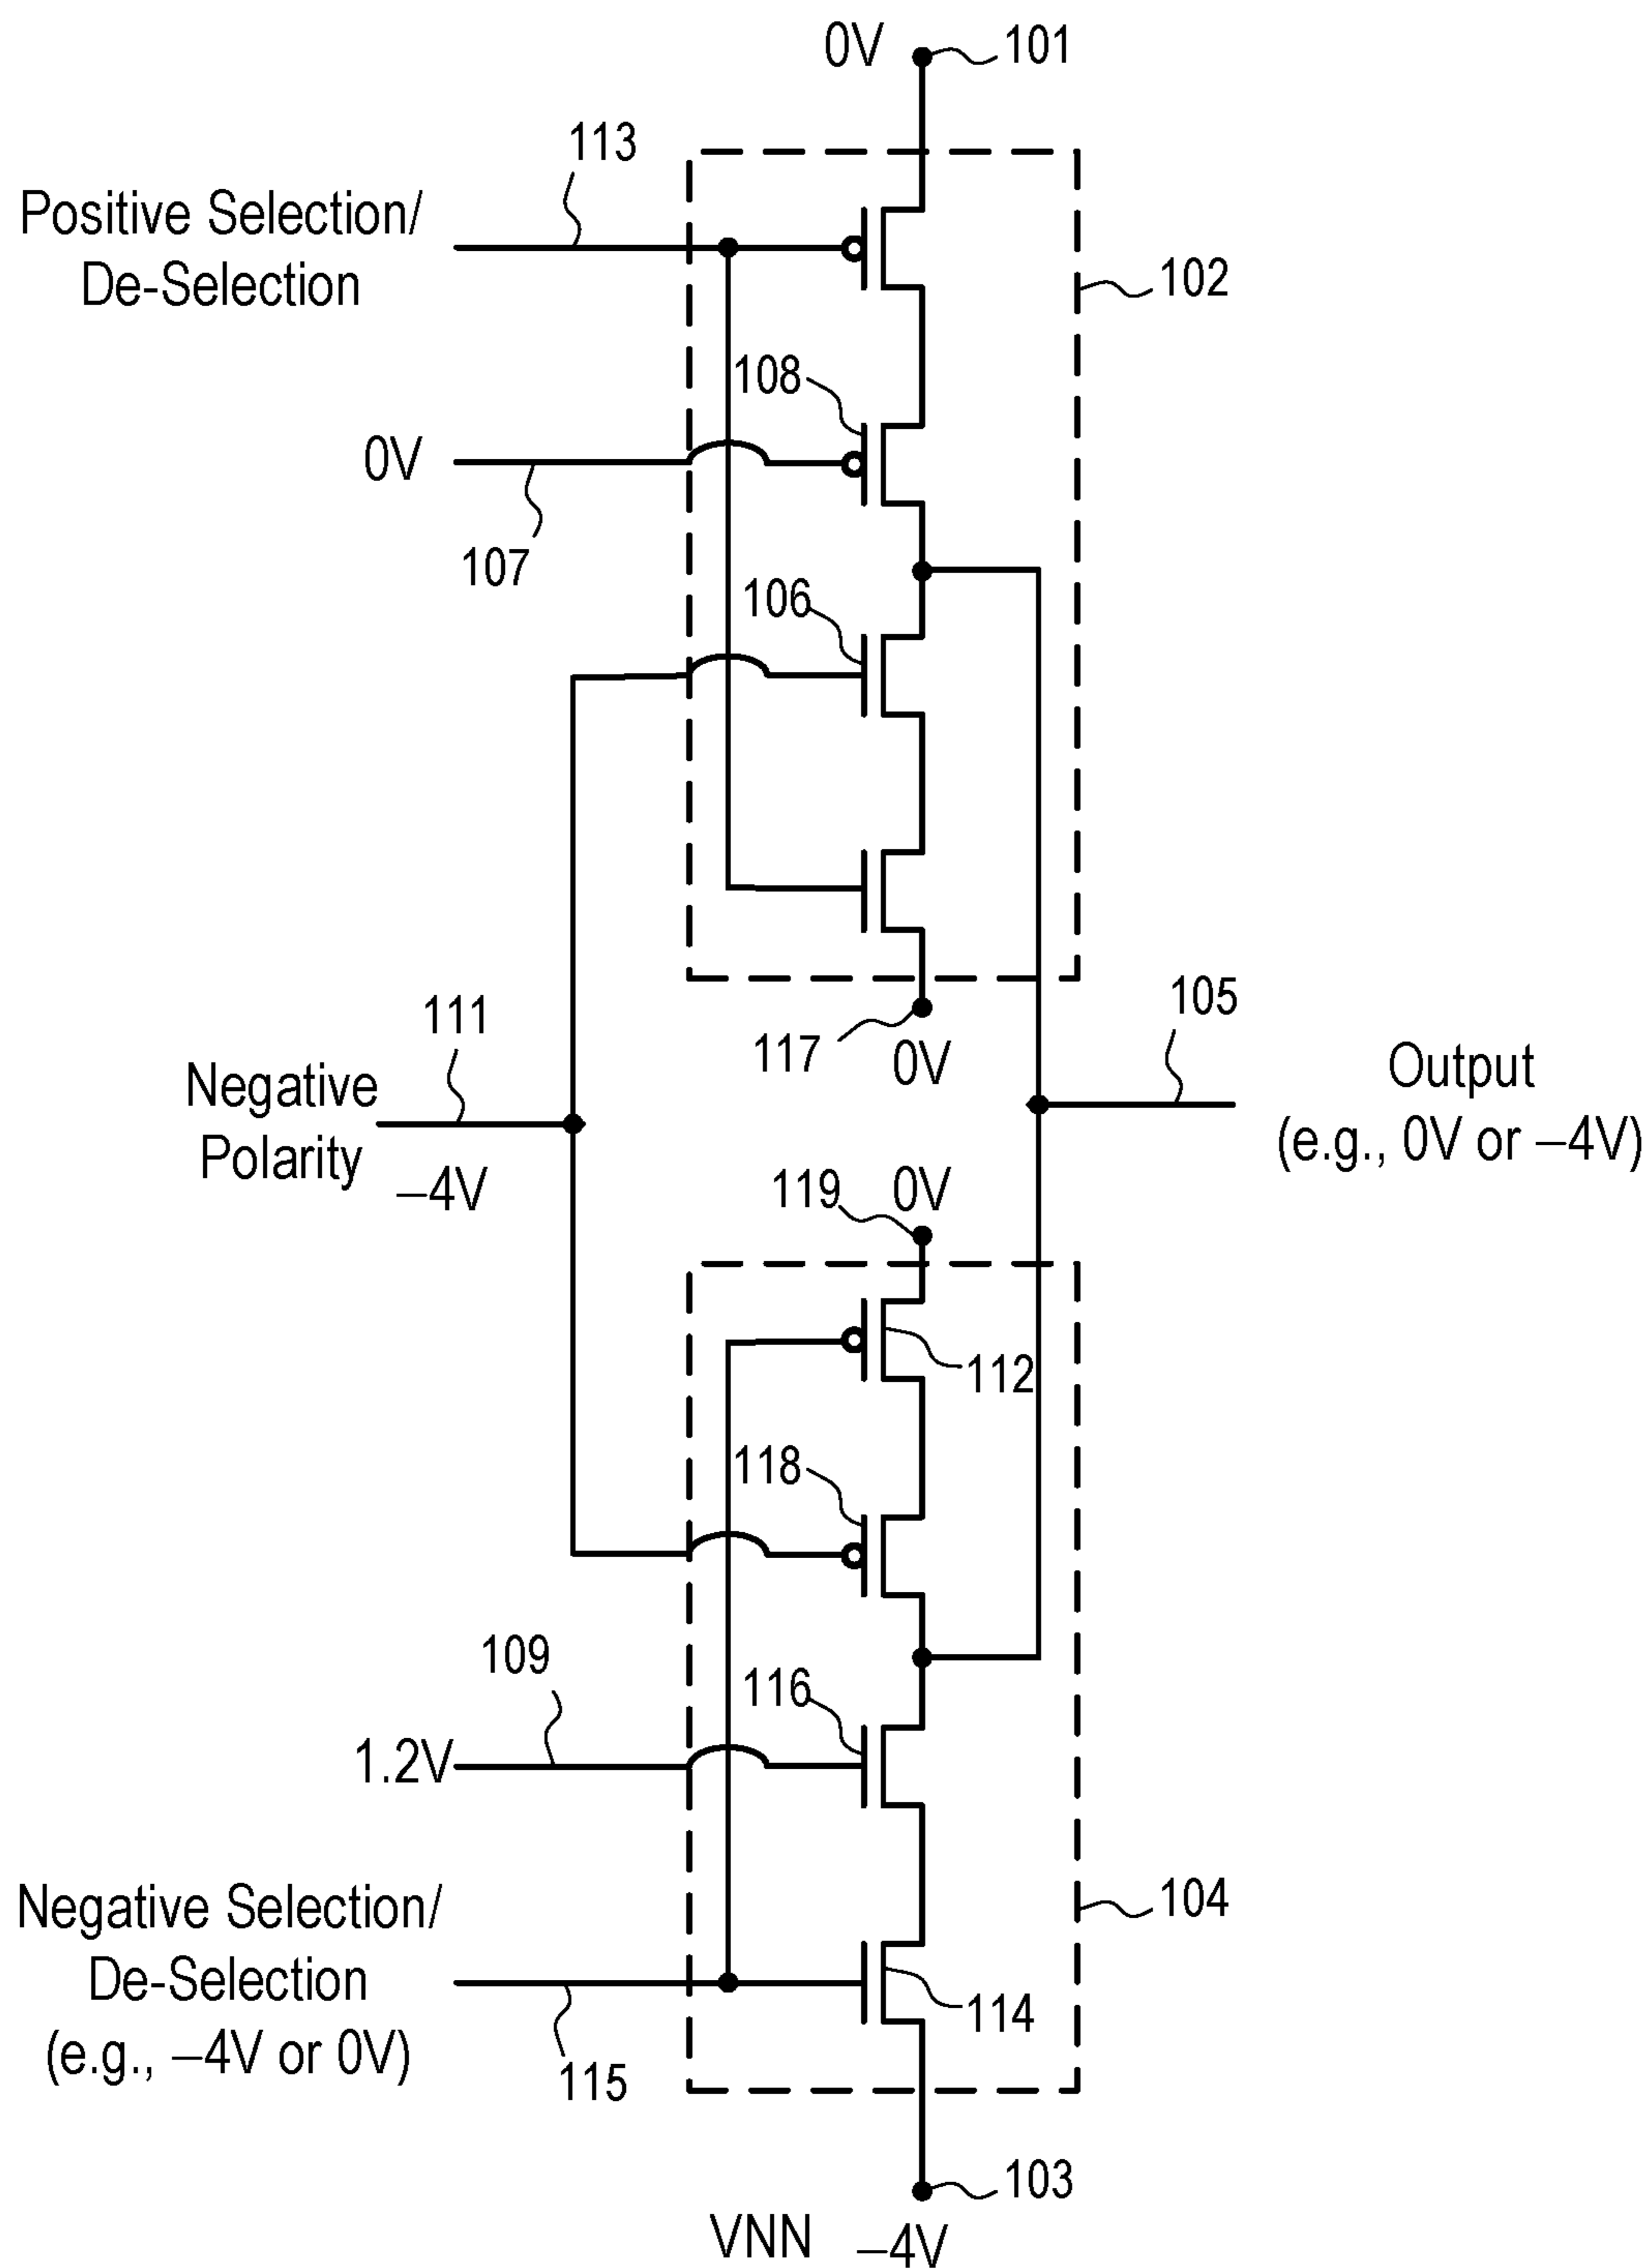 0V
101
113
Positive Selection/
De-Selection
102
108
0V
107
106
111
Negative
Polarity
–4V
117
0V
105
Output
(e.g., 0V or –4V)
119
0V
112
118
109
1.2V
116
Negative Selection/
De-Selection
(e.g., –4V or 0V)
104
114
115
103
VNN
–4V